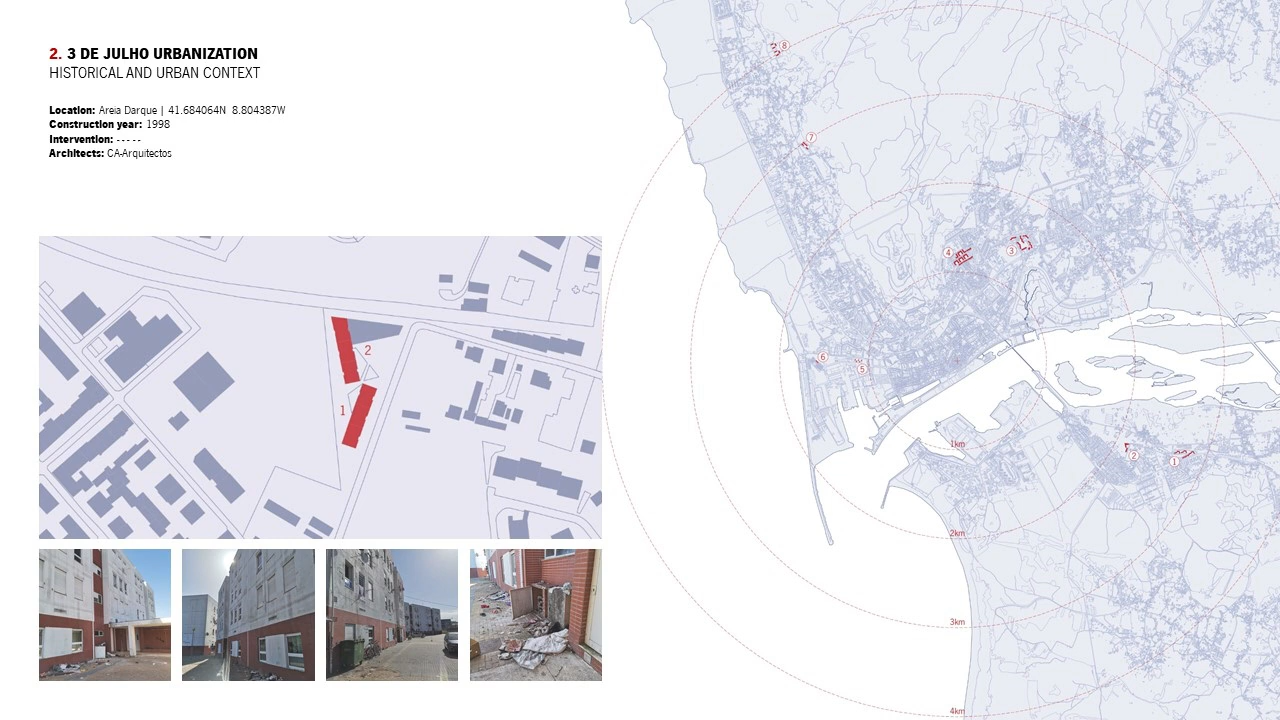 2. 3 DE JULHO URBANIZATION
HISTORICAL AND URBAN CONTEXT
Location: Areia Darque | 41.684064N 8.804387W
Construction year: 1998
Intervention: -----
Architects: CA-Arquitectos
2
1
8
7
4
3
6
5
1km
2
1
2km
3km
4km